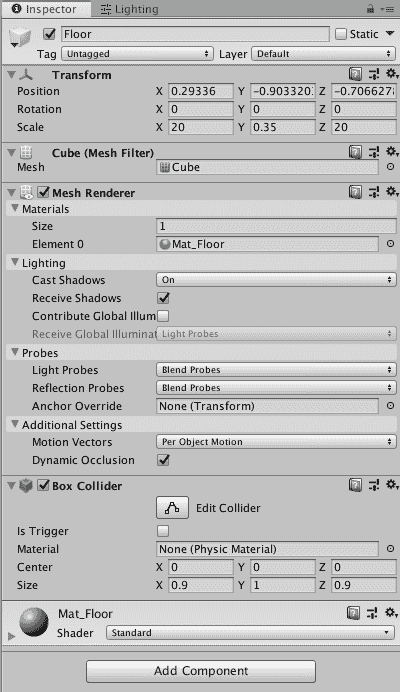 Inspector Lighting
Floor Static
Tag Untagged Layer Default
Transform
Position X 0.29336 Y -0.903320 Z -0.706627
Rotation X 0 Y 0 Z 0
Scale X 20 Y 0.35 Z 20
Cube (Mesh Filter)
Mesh Cube
Mesh Renderer
Materials
Size 1
Element 0 Mat_Floor
Lighting
Cast Shadows On
Receive Shadows
Contribute Global Illum
Receive Global Illuminat Light Probes
Probes
Light Probes Blend Probes
Reflection Probes Blend Probes
Anchor Override None (Transform)
Additional Settings
Motion Vectors Per Object Motion
Dynamic Occlusion
Box Collider
Edit Collider
Is Trigger
Material None (Physic Material)
Center X 0 Y 0 Z 0
Size X 0.9 Y 1 Z 0.9
Mat_Floor
Shader Standard
Add Component